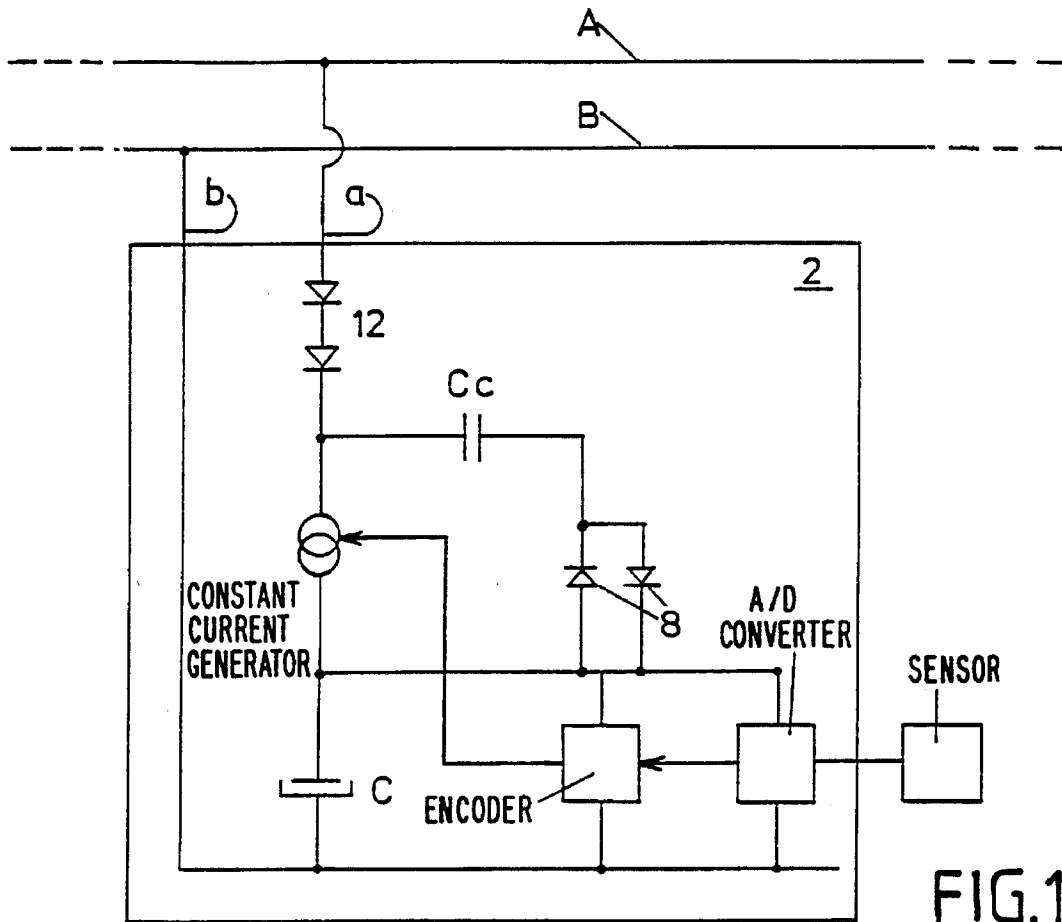 A
B
b
a
2
12
Cc
CONSTANT
CURRENT
GENERATOR
8
A/D
CONVERTER
SENSOR
C
ENCODER
FIG.1